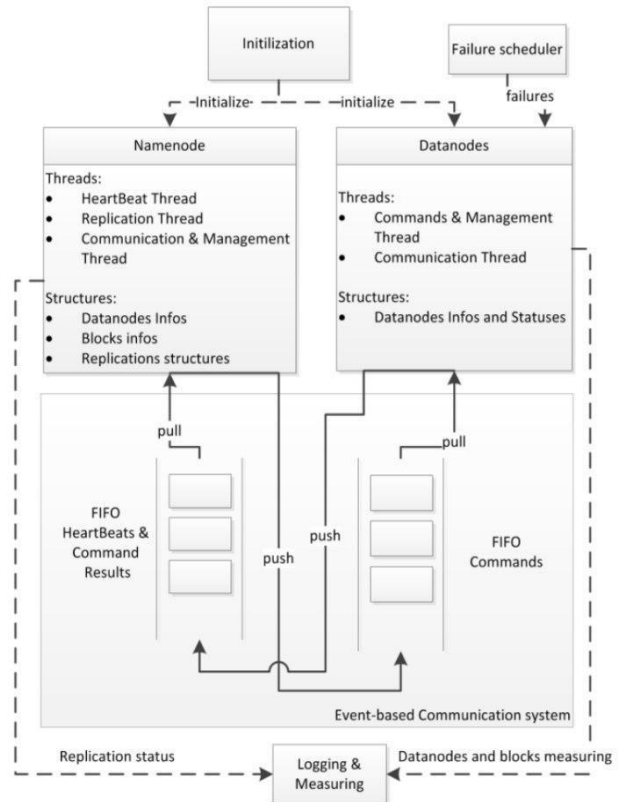 Initilization
Failure scheduler
failures
Initialize
initialize
Namenode
Threads:
• HeartBeat Thread
• Replication Thread
• Communication & Management
Thread
Structures:
• Datanodes Infos
• Blocks infos
• Replications structures
Datanodes
Threads:
• Commands & Management
Thread
• Communication Thread
Structures:
• Datanodes Infos and Statuses
pull
pull
FIFO
HeartBeats &
Command
Results
push
push
FIFO
Commands
Event-based Communication system
Replication status
Logging &
Measuring
Datanodes and blocks measuring